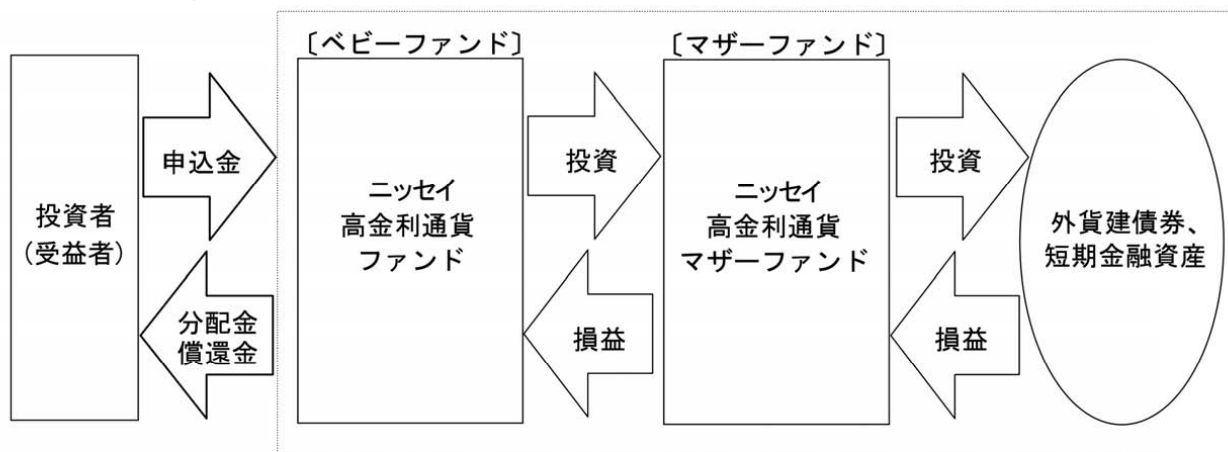 〔ベビーファンド〕
〔マザーファンド〕
投資者
(受益者)
申込金
分配金
償還金
ニッセイ
高金利通貨
ファンド
投資
損益
ニッセイ
高金利通貨
マザーファンド
投資
損益
外貨建債券、
短期金融資産